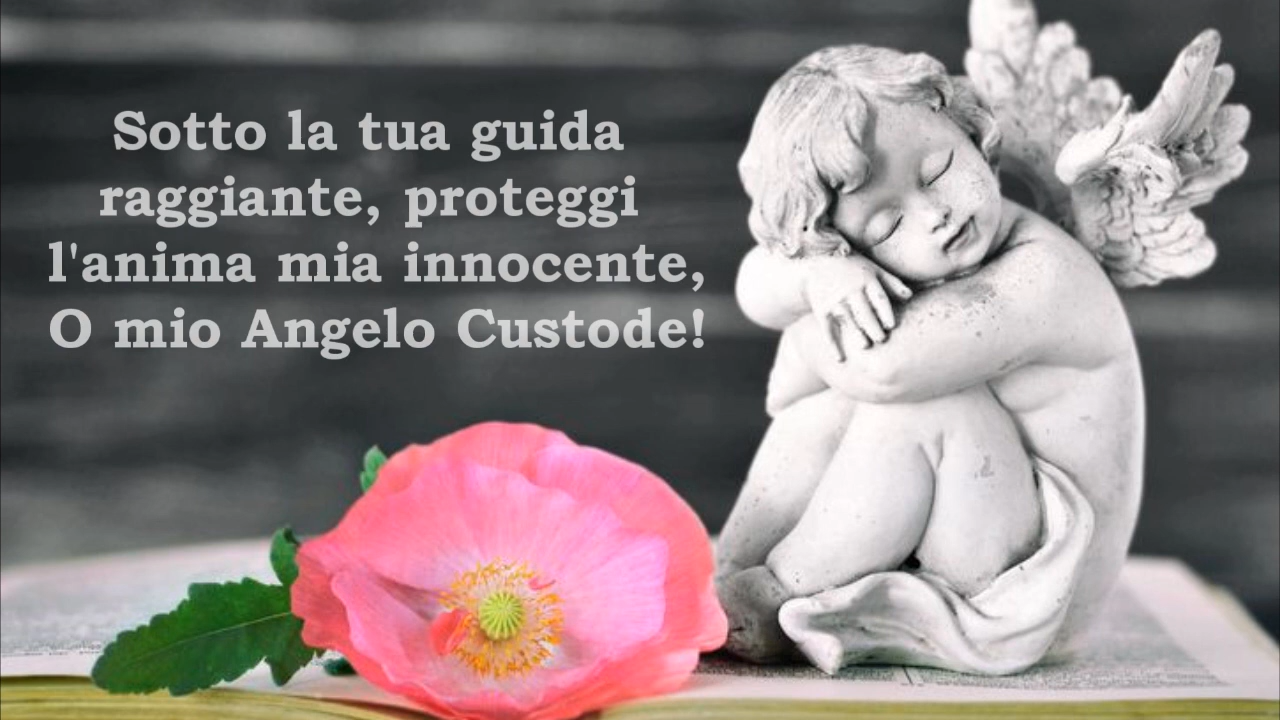 Sotto la tua guida
raggiante, proteggi
l'anima mia innocente,
O mio Angelo Custode!